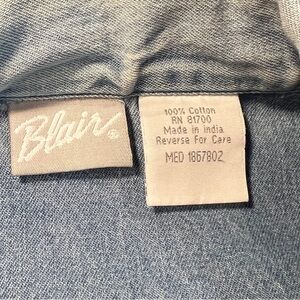 Blair®
100% Cotton
RN 81700
Made in India
Reverse For Care
MED 1867802